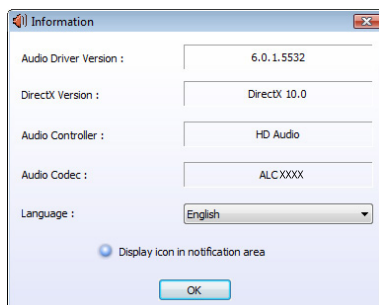 Information
Audio Driver Version :
6.0.1.5532
DirectX Version :
DirectX 10.0
Audio Controller :
HD Audio
Audio Codec :
ALCXXXX
Language :
English
Display icon in notification area
OK